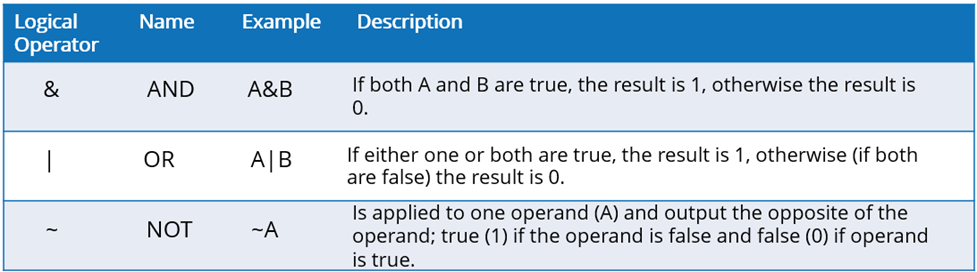 Logical Name Example Description
Operator
& AND A&B If both A and B are true, the result is 1, otherwise the result is
0.
| OR A|B If either one or both are true, the result is 1, otherwise (if both
are false) the result is 0.
Is applied to one operand (A) and output the opposite of the
~ NOT ~A operand; true (1) if the operand is false and false (0) if operand
is true.